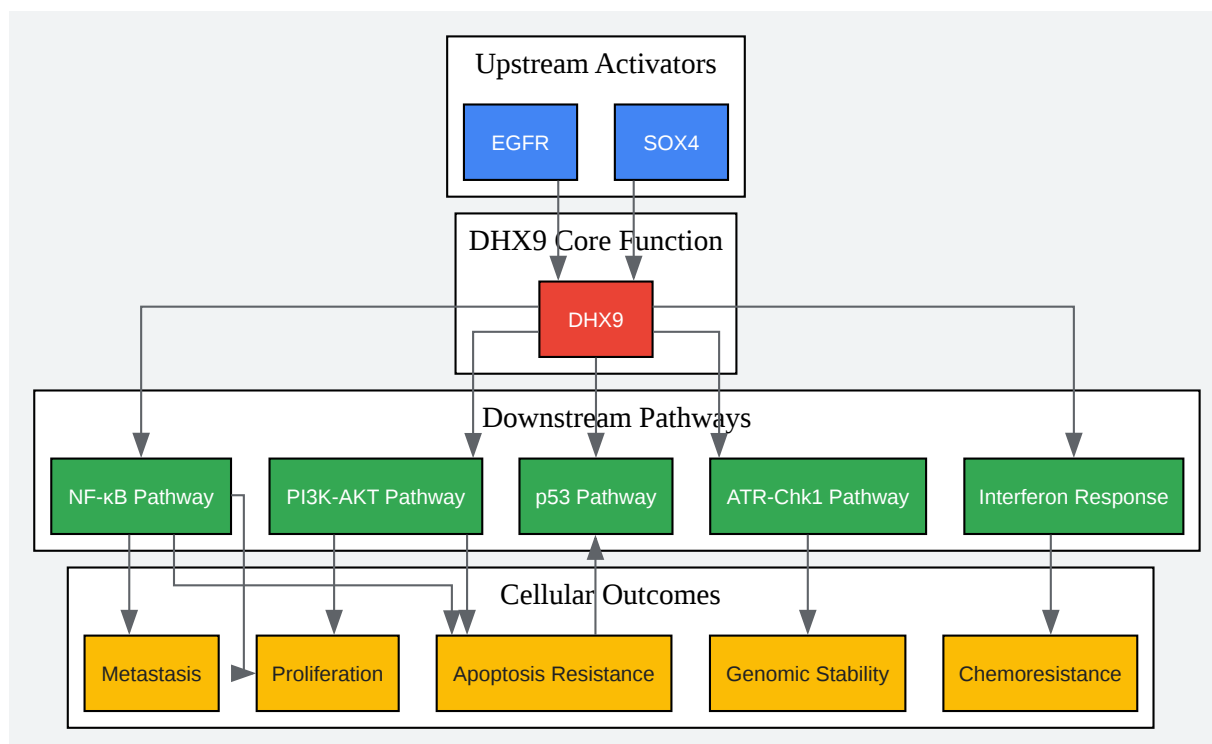 Upstream Activators
EGFR
SOX4
DHX9 Core Function
DHX9
Downstream Pathways
NF-κB Pathway
PI3K-AKT Pathway
p53 Pathway
ATR-Chk1 Pathway
Interferon Response
Cellular Outcomes
Metastasis
Proliferation
Apoptosis Resistance
Genomic Stability
Chemoresistance